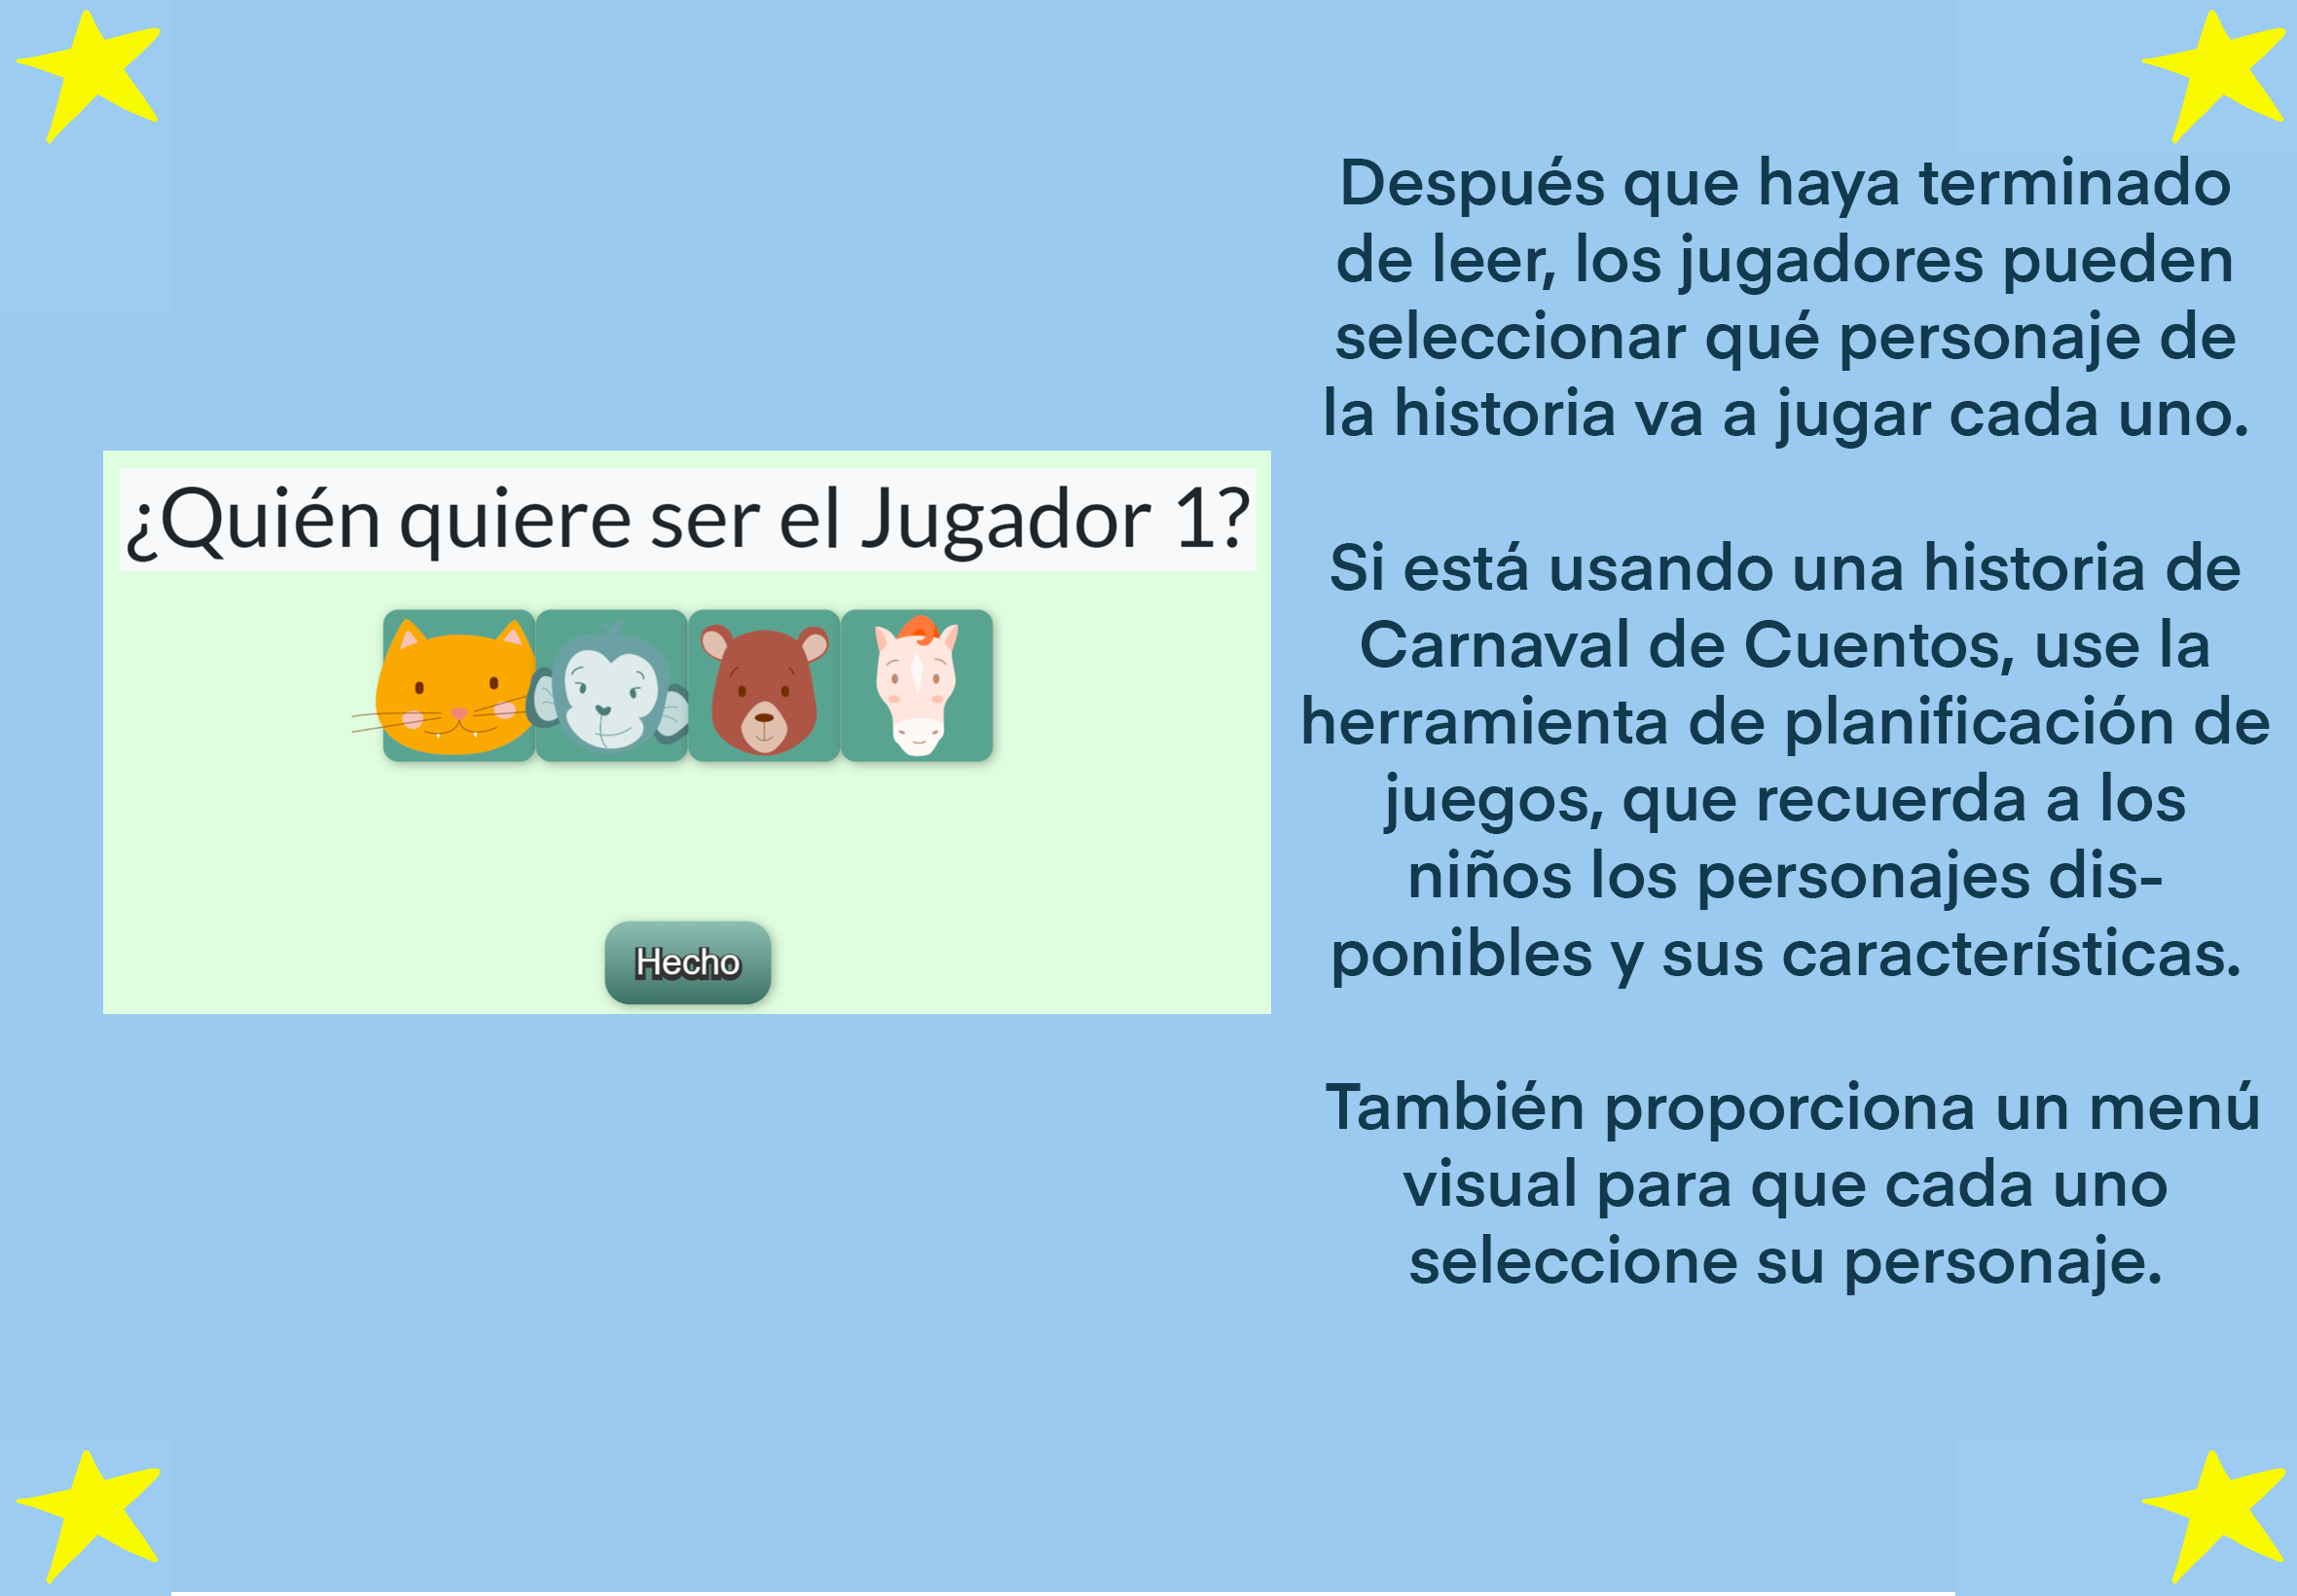 ¿Quién quiere ser el Jugador 1?
Hecho
Después que haya terminado
de leer, los jugadores pueden
seleccionar qué personaje de
la historia va a jugar cada uno.
Si está usando una historia de
Carnaval de Cuentos, use la
herramienta de planificación de
juegos, que recuerda a los
niños los personajes dis-
ponibles y sus características.
También proporciona un menú
visual para que cada uno
seleccione su personaje.